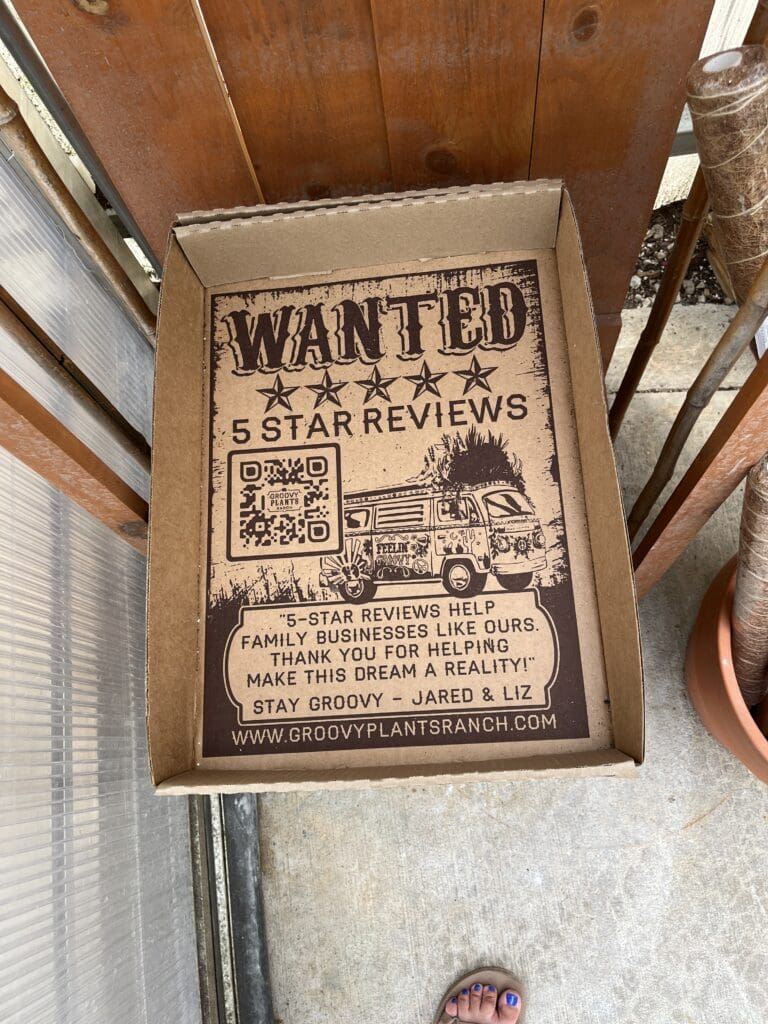 WANTED
5 STAR REVIEWS
GROOVY
PLANTS
RANCH
FEELIN'
GROOVY
"5-STAR REVIEWS HELP
FAMILY BUSINESSES LIKE OURS.
THANK YOU FOR HELPING
MAKE THIS DREAM A REALITY!"
STAY GROOVY – JARED & LIZ
WWW.GROOVYPLANTSRANCH.COM